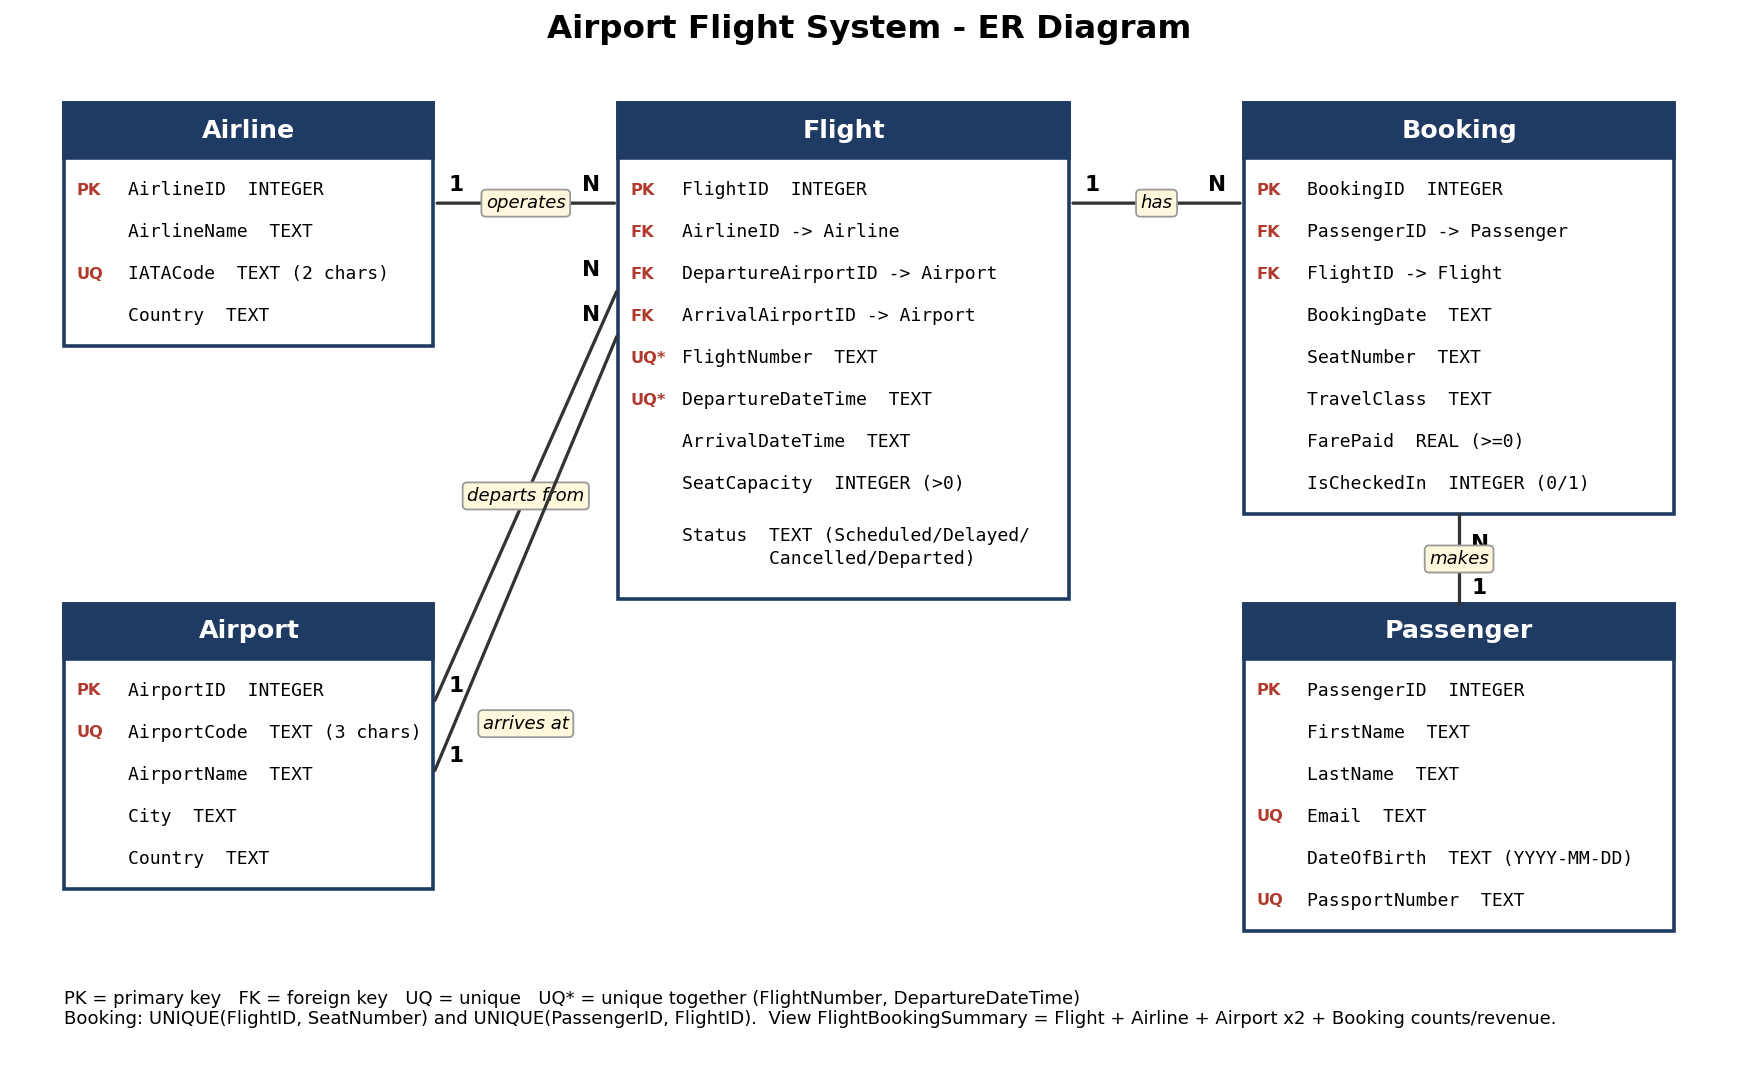 Airport Flight System - ER Diagram
Airline
PK AirlineID INTEGER
AirlineName TEXT
UQ IATACode TEXT (2 chars)
Country TEXT
1 operates N
Flight
PK FlightID INTEGER
FK AirlineID -> Airline
FK DepartureAirportID -> Airport
FK ArrivalAirportID -> Airport
UQ* FlightNumber TEXT
UQ* DepartureDateTime TEXT
ArrivalDateTime TEXT
SeatCapacity INTEGER (>0)
Status TEXT (Scheduled/Delayed/
Cancelled/Departed)
1 has N
Booking
PK BookingID INTEGER
FK PassengerID -> Passenger
FK FlightID -> Flight
BookingDate TEXT
SeatNumber TEXT
TravelClass TEXT
FarePaid REAL (>=0)
IsCheckedIn INTEGER (0/1)
N
N
departs from
1
arrives at
1
N
makes
1
Airport
PK AirportID INTEGER
UQ AirportCode TEXT (3 chars)
AirportName TEXT
City TEXT
Country TEXT
Passenger
PK PassengerID INTEGER
FirstName TEXT
LastName TEXT
UQ Email TEXT
DateOfBirth TEXT (YYYY-MM-DD)
UQ PassportNumber TEXT
PK = primary key FK = foreign key UQ = unique UQ* = unique together (FlightNumber, DepartureDateTime)
Booking: UNIQUE(FlightID, SeatNumber) and UNIQUE(PassengerID, FlightID). View FlightBookingSummary = Flight + Airline + Airport x2 + Booking counts/revenue.